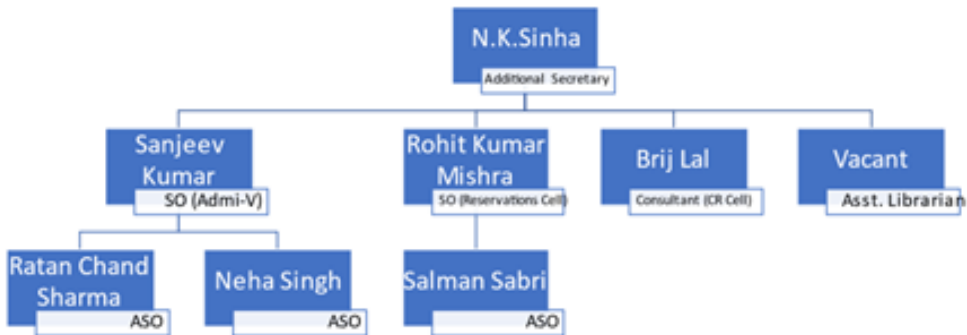 N.K.Sinha
Additional Secretary
Sanjeev
Kumar
SO (Admi-V)
Rohit Kumar
Mishra
SO (Reservations Cell)
Brij Lal
Consultant (CR Cell)
Vacant
Asst. Librarian
Ratan Chand
Sharma
ASO
Neha Singh
ASO
Salman Sabri
ASO